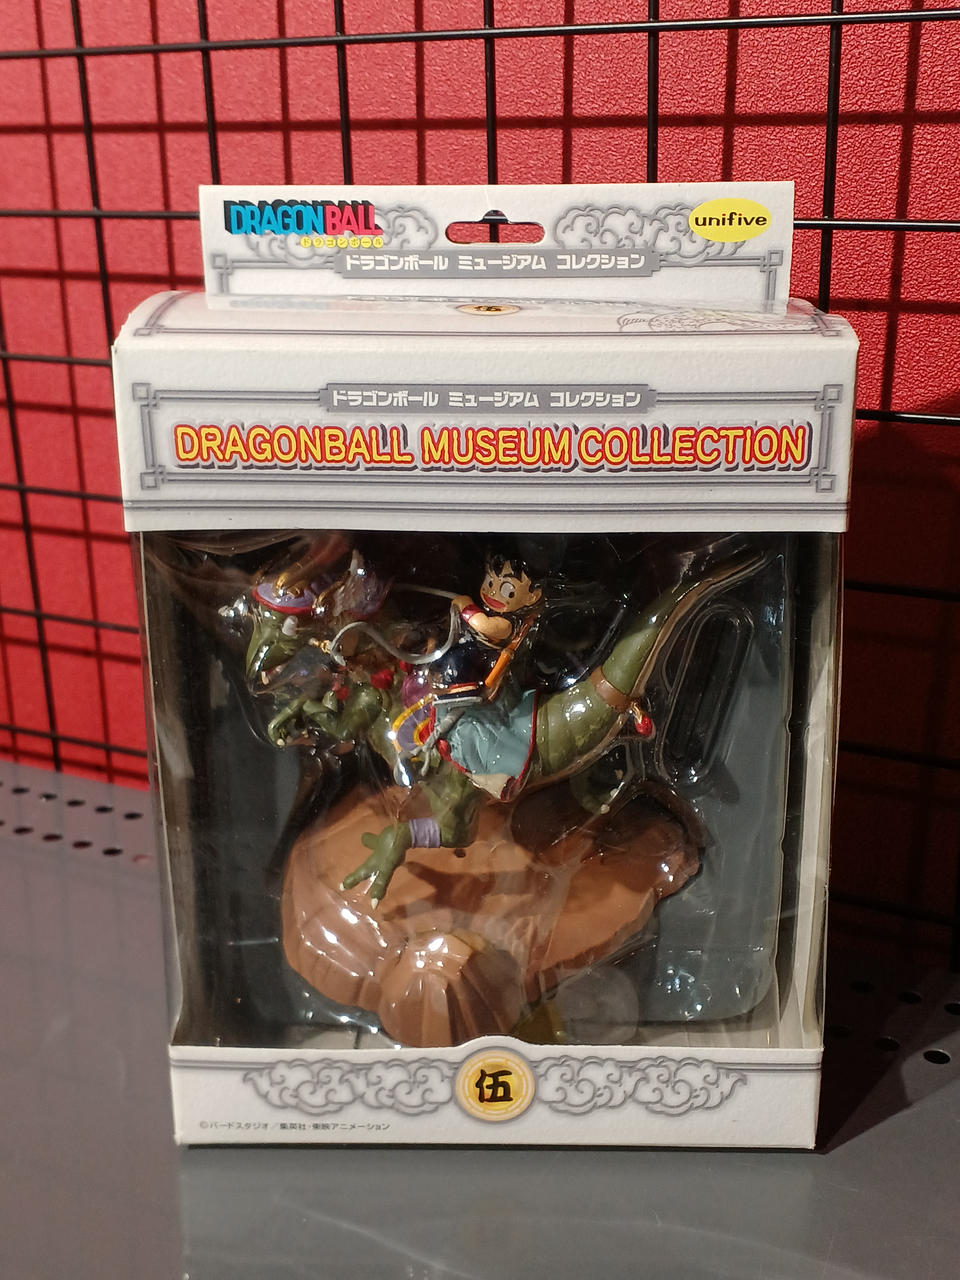 DRAGONBALL
ドラゴンボール
unifive
ドラゴンボール ミュージアム コレクション
伍
ドラゴンボール ミュージアム コレクション
DRAGONBALL MUSEUM COLLECTION
伍
©バードスタジオ/集英社・東映アニメーション